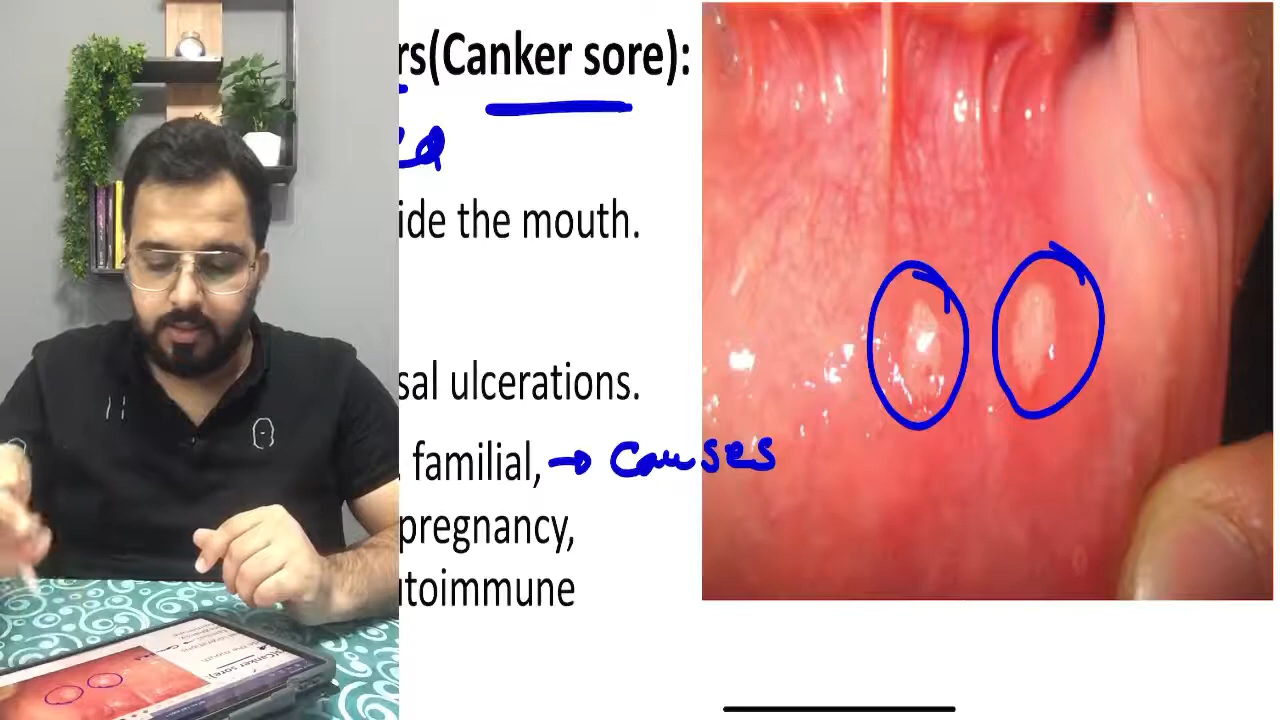 rs(Canker sore):
ide the mouth.
sal ulcerations.
familial, → causes
pregnancy,
utoimmune